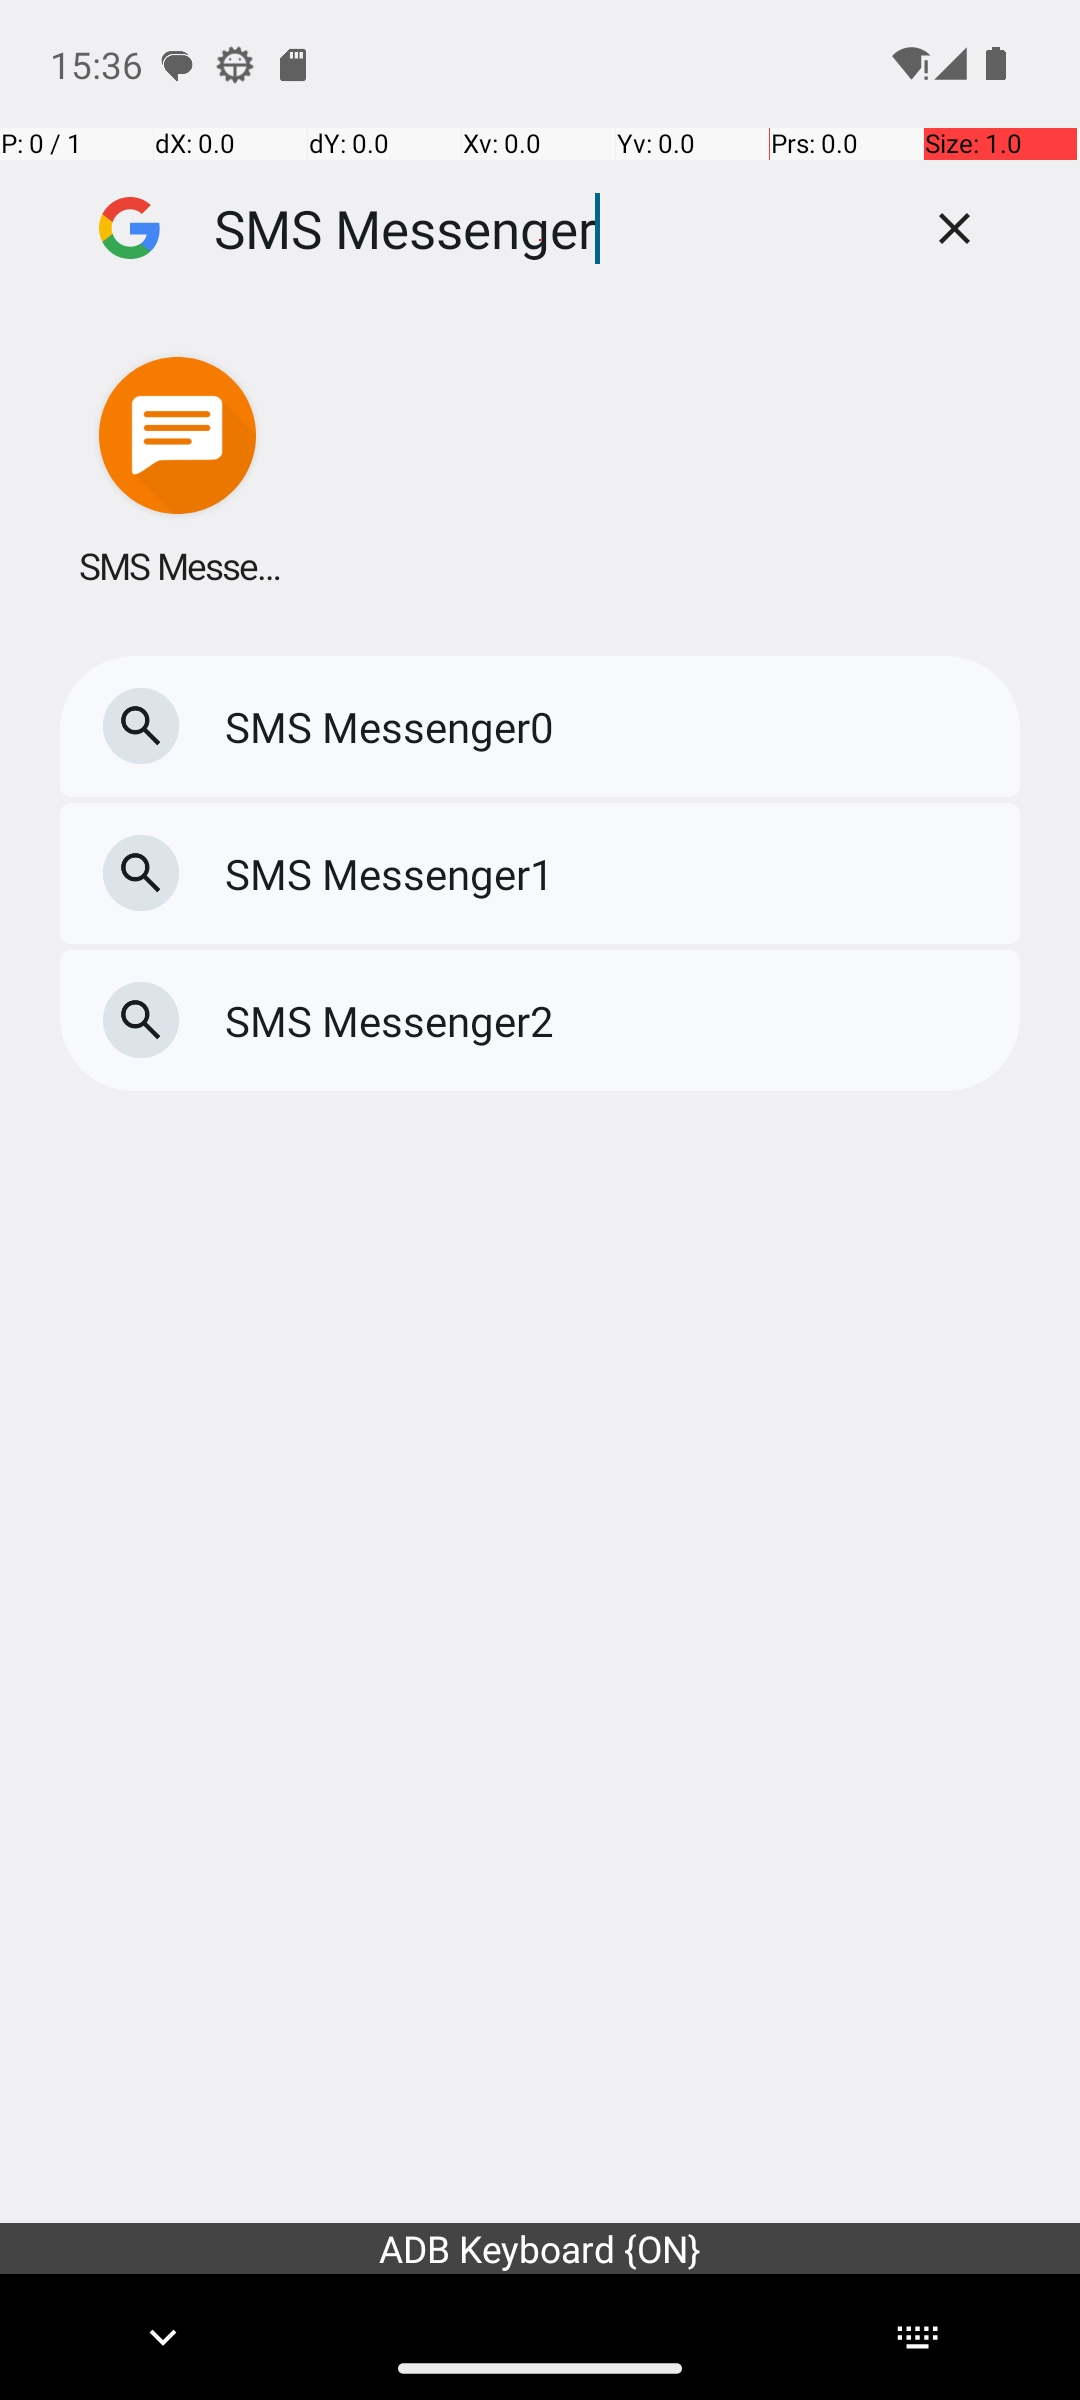 15:36
P: 0 / 1 dX: 0.0 dY: 0.0 Xv: 0.0 Yv: 0.0 Prs: 0.0 Size: 1.0
SMS Messenger
SMS Messe...
SMS Messenger0
SMS Messenger1
SMS Messenger2
ADB Keyboard {ON}